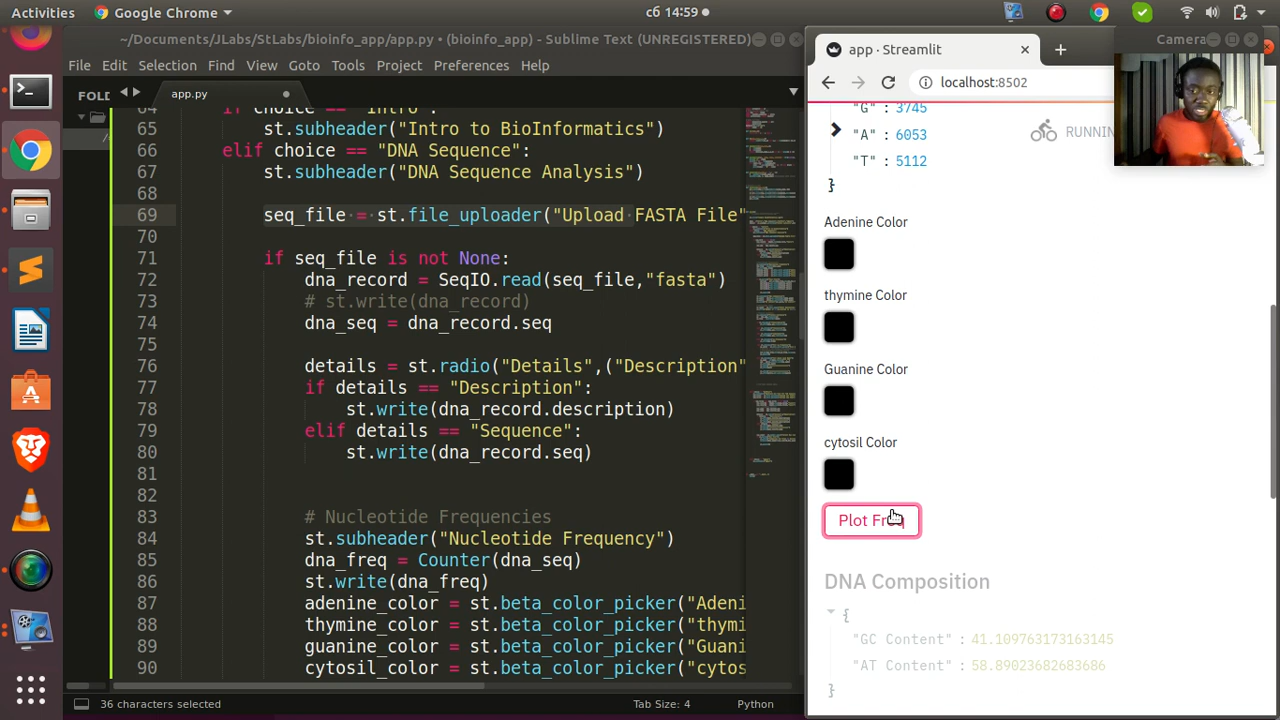 Activities
Google Chrome
сб 14:59
~/Documents/JLabs/StLabs/bioinfo_app/app.py • (bioinfo_app) - Sublime Text (UNREGISTERED)
File Edit Selection Find View Goto Tools Project Preferences Help
FOLD
app.py
64 if choice == "Intro":
65 st.subheader("Intro to BioInformatics")
66 elif choice == "DNA Sequence":
67 st.subheader("DNA Sequence Analysis")
68
69 seq_file = st.file_uploader("Upload FASTA File"
70
71 if seq_file is not None:
72 dna_record = SeqIO.read(seq_file,"fasta")
73 # st.write(dna_record)
74 dna_seq = dna_record.seq
75
76 details = st.radio("Details",("Description"
77 if details == "Description":
78 st.write(dna_record.description)
79 elif details == "Sequence":
80 st.write(dna_record.seq)
81
82
83 # Nucleotide Frequencies
84 st.subheader("Nucleotide Frequency")
85 dna_freq = Counter(dna_seq)
86 st.write(dna_freq)
87 adenine_color = st.beta_color_picker("Adeni
88 thymine_color = st.beta_color_picker("thymi
89 guanine_color = st.beta_color_picker("Guani
90 cytosil_color = st.beta_color_picker("cytos
36 characters selected
Tab Size: 4
Python
app · Streamlit
localhost:8502
Camera
"G" : 3745
"A" : 6053
"T" : 5112
}
RUNNIN
Adenine Color
thymine Color
Guanine Color
cytosil Color
Plot Freq
DNA Composition
{
"GC Content" : 41.109763173163145
"AT Content" : 58.89023682683686
}